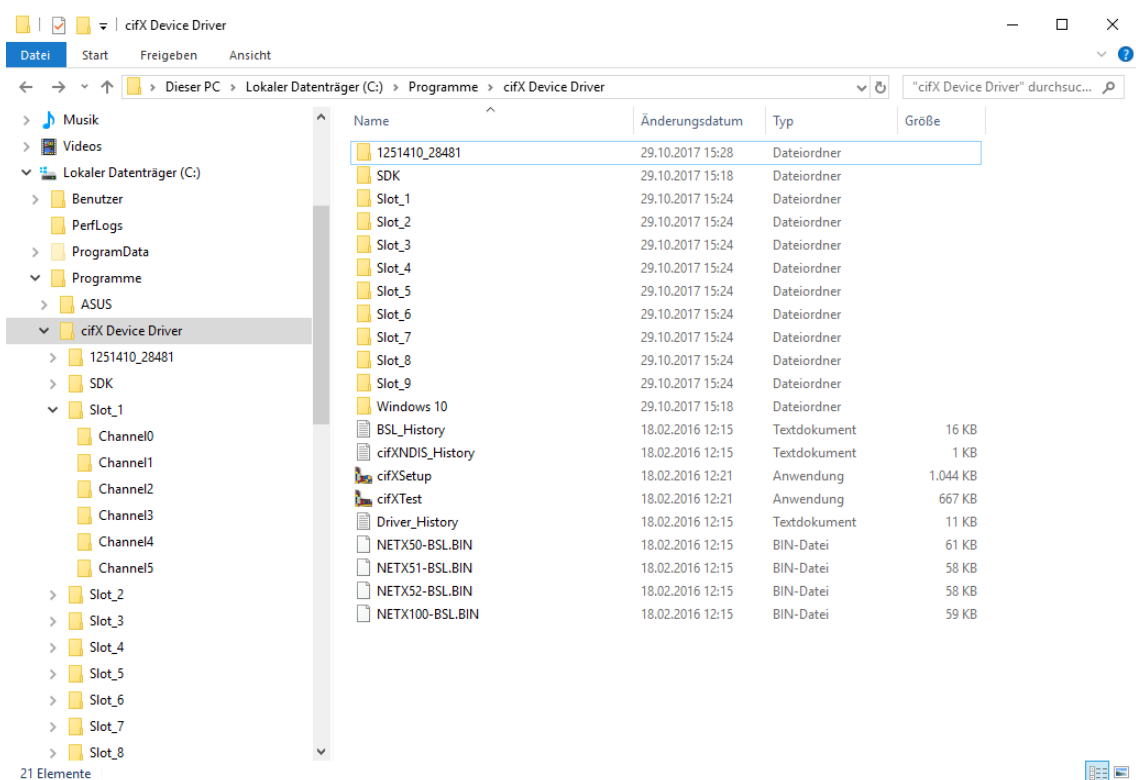 cifX Device Driver
Datei Start Freigeben Ansicht
Dieser PC Lokaler Datenträger (C:) Programme cifX Device Driver "cifX Device Driver" durchsuc...
Musik
Videos
Lokaler Datenträger (C:)
Benutzer
PerfLogs
ProgramData
Programme
ASUS
cifX Device Driver
1251410_28481
SDK
Slot_1
Channel0
Channel1
Channel2
Channel3
Channel4
Channel5
Slot_2
Slot_3
Slot_4
Slot_5
Slot_6
Slot_7
Slot_8
Name Änderungsdatum Typ Größe
1251410_28481 29.10.2017 15:28 Dateiordner
SDK 29.10.2017 15:18 Dateiordner
Slot_1 29.10.2017 15:24 Dateiordner
Slot_2 29.10.2017 15:24 Dateiordner
Slot_3 29.10.2017 15:24 Dateiordner
Slot_4 29.10.2017 15:24 Dateiordner
Slot_5 29.10.2017 15:24 Dateiordner
Slot_6 29.10.2017 15:24 Dateiordner
Slot_7 29.10.2017 15:24 Dateiordner
Slot_8 29.10.2017 15:24 Dateiordner
Slot_9 29.10.2017 15:24 Dateiordner
Windows 10 29.10.2017 15:18 Dateiordner
BSL_History 18.02.2016 12:15 Textdokument 16 KB
cifXNDIS_History 18.02.2016 12:15 Textdokument 1 KB
cifXSetup 18.02.2016 12:21 Anwendung 1.044 KB
cifXTest 18.02.2016 12:21 Anwendung 667 KB
Driver_History 18.02.2016 12:15 Textdokument 11 KB
NETX50-BSL.BIN 18.02.2016 12:15 BIN-Datei 61 KB
NETX51-BSL.BIN 18.02.2016 12:15 BIN-Datei 58 KB
NETX52-BSL.BIN 18.02.2016 12:15 BIN-Datei 58 KB
NETX100-BSL.BIN 18.02.2016 12:15 BIN-Datei 59 KB
21 Elemente